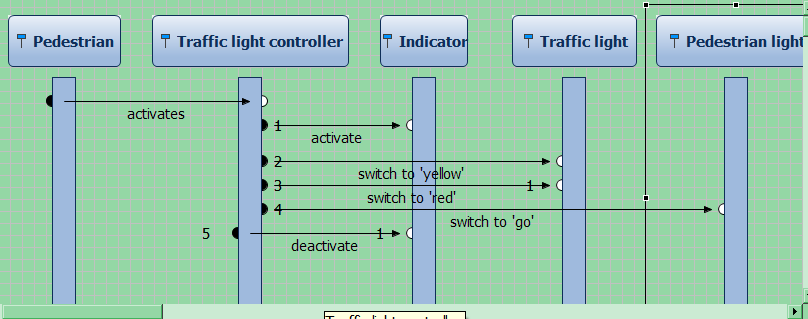 Pedestrian
Traffic light controller
Indicator
Traffic light
Pedestrian light
activates
1
activate
2
switch to 'yellow'
3
1
switch to 'red'
4
switch to 'go'
5
1
deactivate